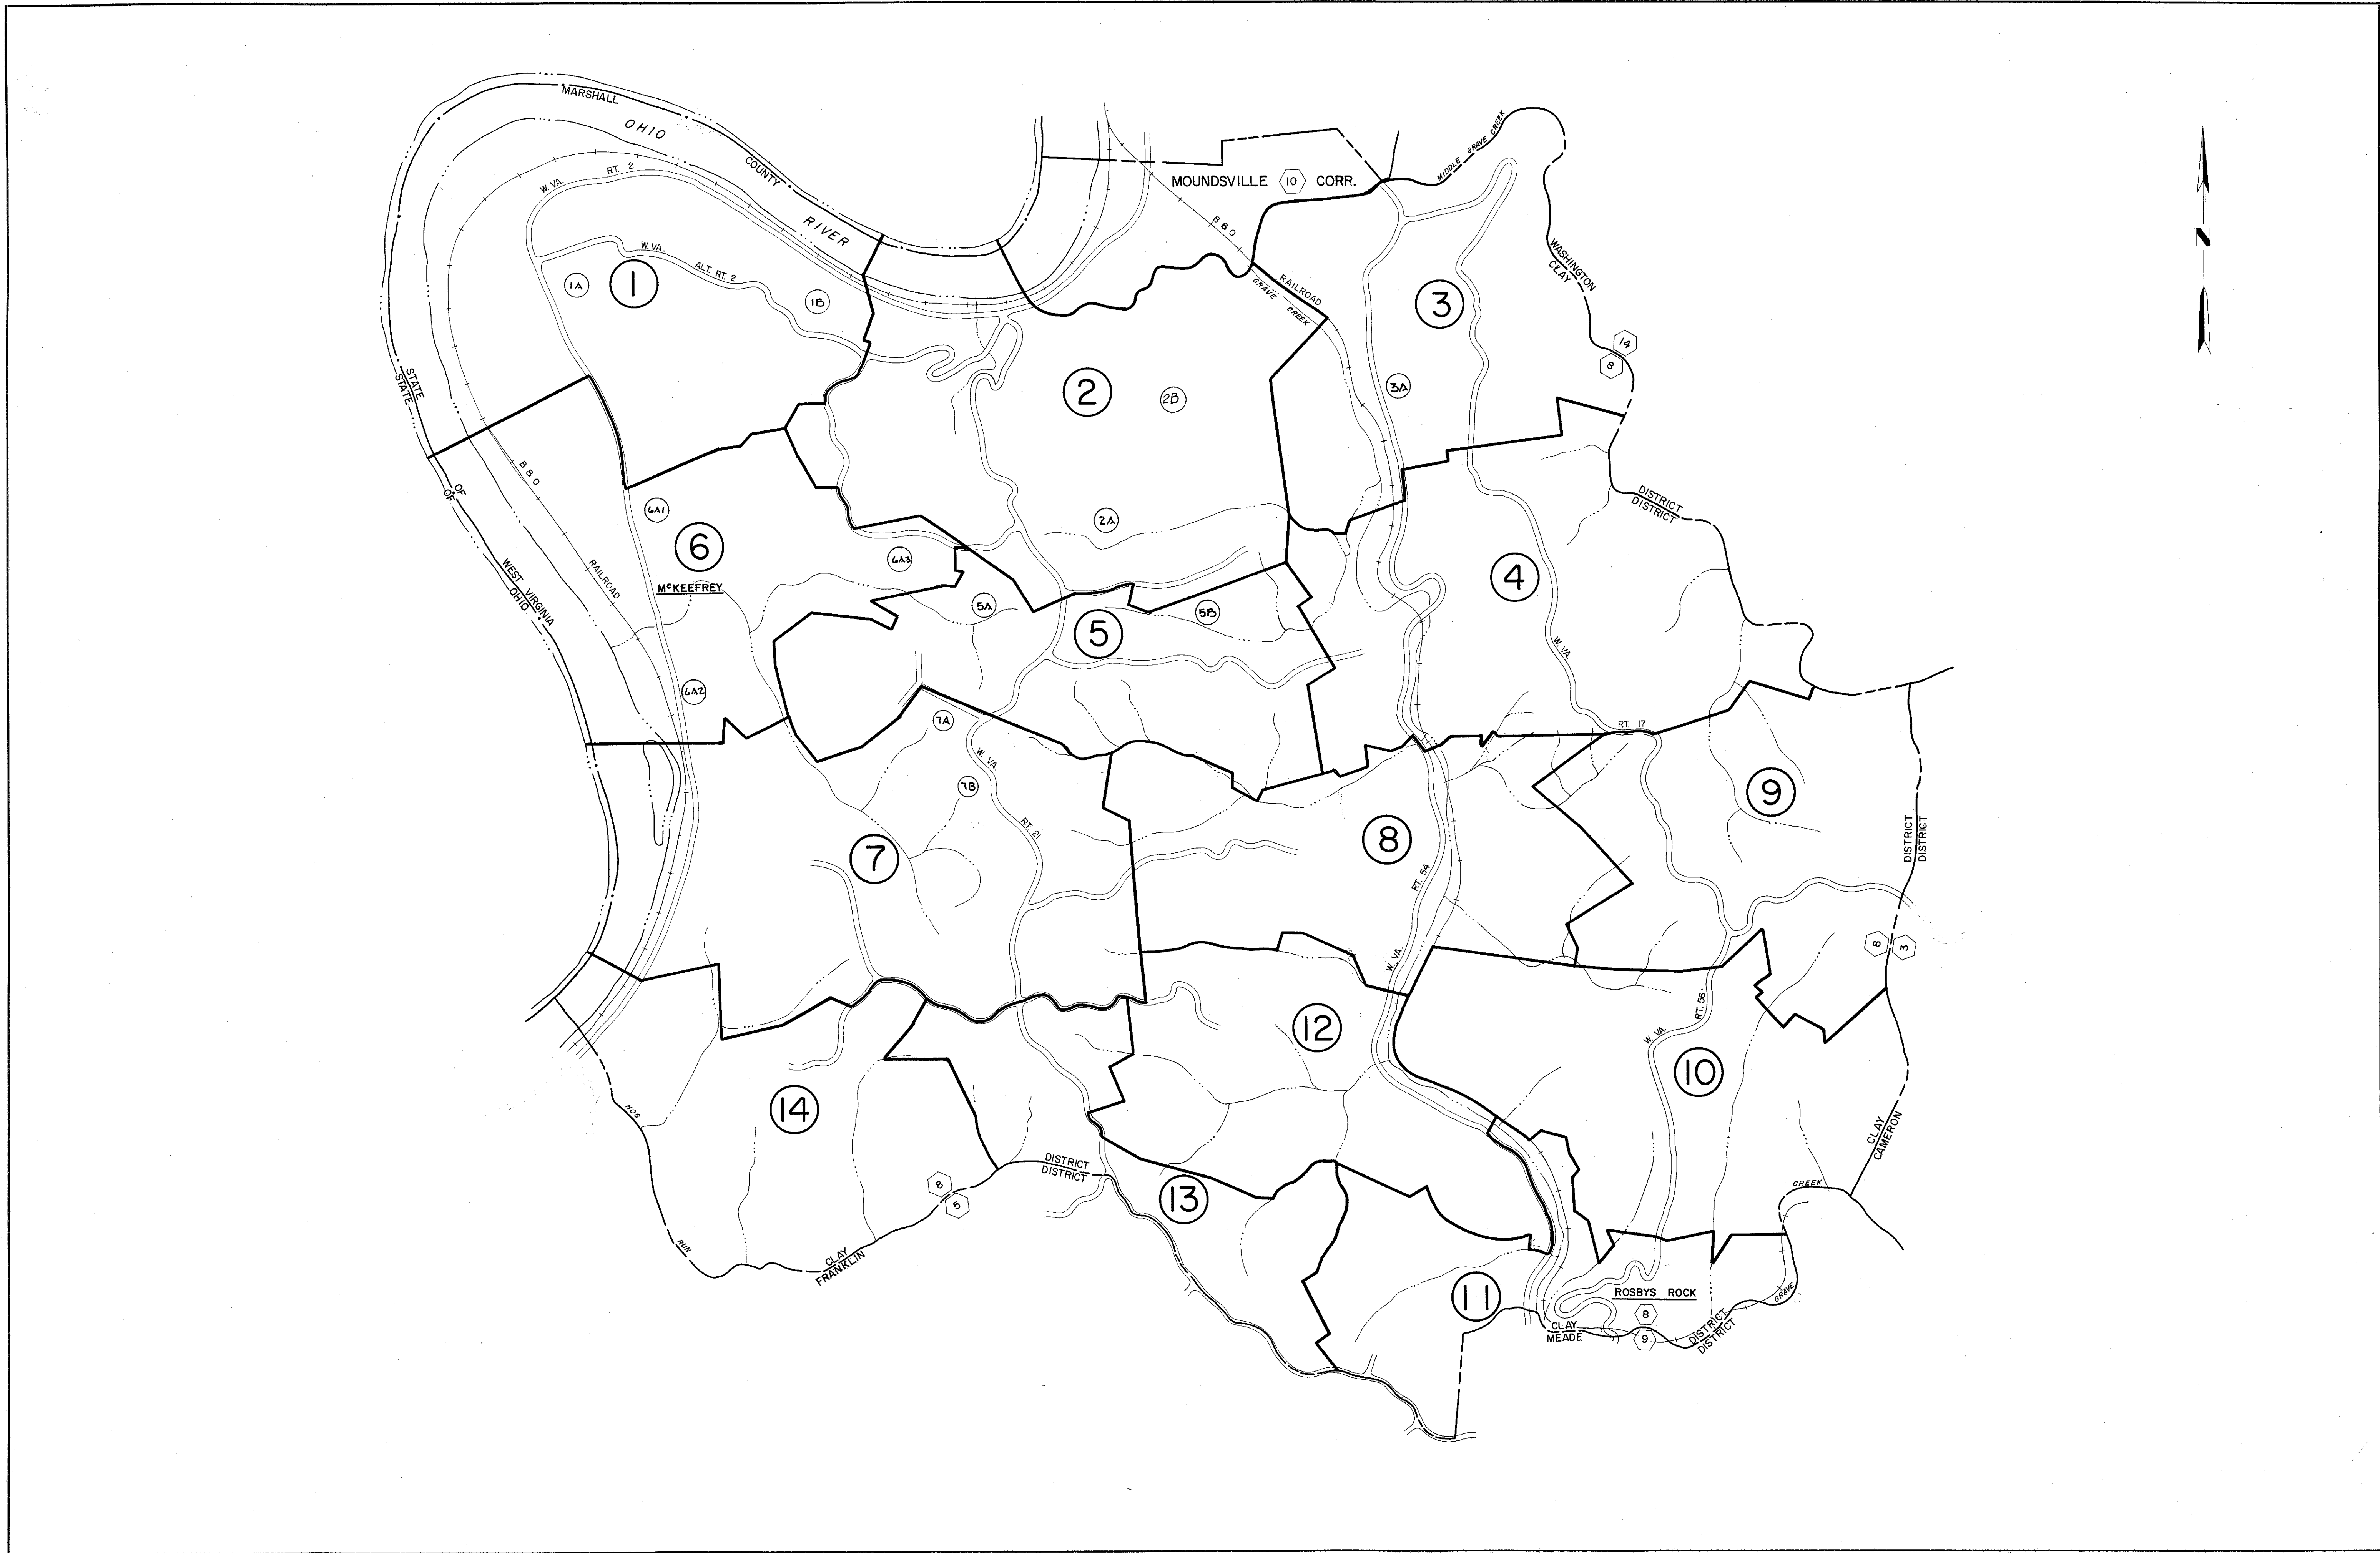 MARSHALL
OHIO
COUNTY
RIVER
W. VA.
RT. 2
W. VA.
ALT. RT. 2
1A
1
1B
MOUNDSVILLE 10 CORR.
B & O
RAILROAD
GRAVE CREEK
MIDDLE GRAVE CREEK
WASHINGTON
CLAY
14
8
N
3
3A
2
2B
2A
STATE
STATE
OF
OF
WEST VIRGINIA
OHIO
B & O
RAILROAD
6A1
6
6A3
McKEEFREY
6A2
5A
5
5B
4
DISTRICT
DISTRICT
W. VA.
RT. 17
7A
W. VA.
7B
RT. 21
7
8
RT. 54
W. VA.
9
DISTRICT
DISTRICT
8
3
12
W. VA.
RT. 56
10
14
HOG
RUN
8
5
CLAY
FRANKLIN
DISTRICT
DISTRICT
13
CLAY
CAMERON
CREEK
GRAVE
11
ROSBYS ROCK
8
9
CLAY
MEADE
DISTRICT
DISTRICT